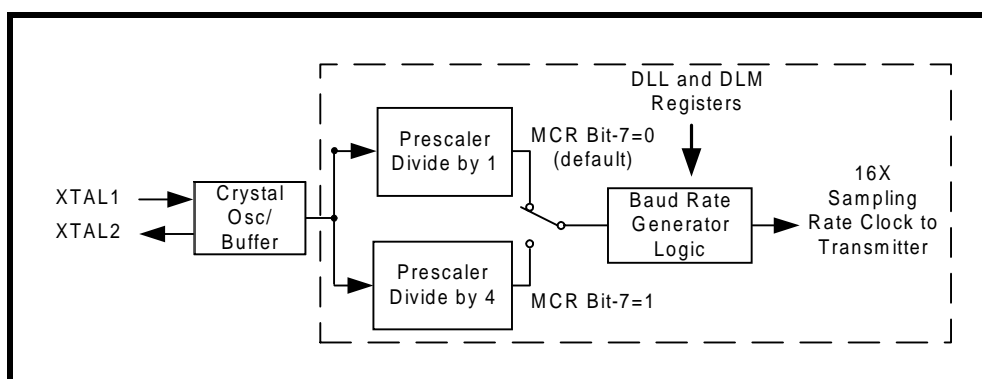 DLL and DLM
Registers
Prescaler
Divide by 1
MCR Bit-7=0
(default)
XTAL1
XTAL2
Crystal
Osc/
Buffer
Baud Rate
Generator
Logic
16X
Sampling
Rate Clock to
Transmitter
Prescaler
Divide by 4
MCR Bit-7=1